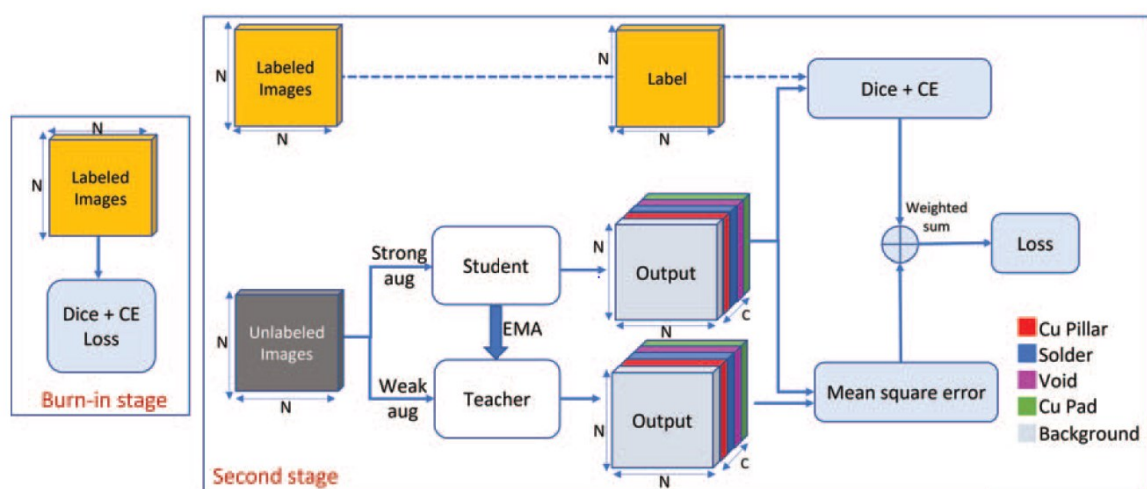 N
Labeled
Images
N
Dice + CE
Loss
Burn-in stage
N
Labeled
Images
N
N
Label
N
Dice + CE
Weighted
sum
Loss
N
Unlabeled
Images
N
Strong
aug
Weak
aug
Student
EMA
Teacher
N
Output
N
C
N
Output
N
C
Mean square error
Cu Pillar
Solder
Void
Cu Pad
Background
Second stage